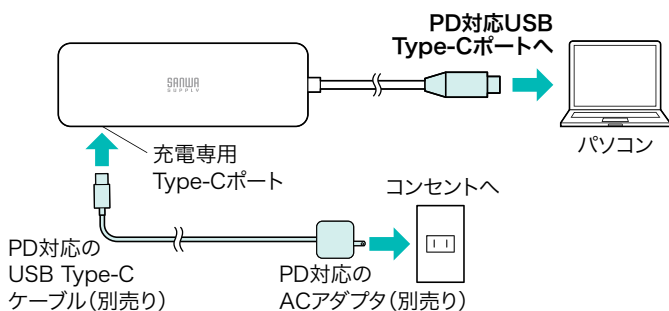 PD対応USB
Type-Cポートへ
SANWA
SUPPLY
パソコン
充電専用
Type-Cポート
コンセントへ
PD対応の
USB Type-C
ケーブル（別売り）
PD対応の
ACアダプタ（別売り）